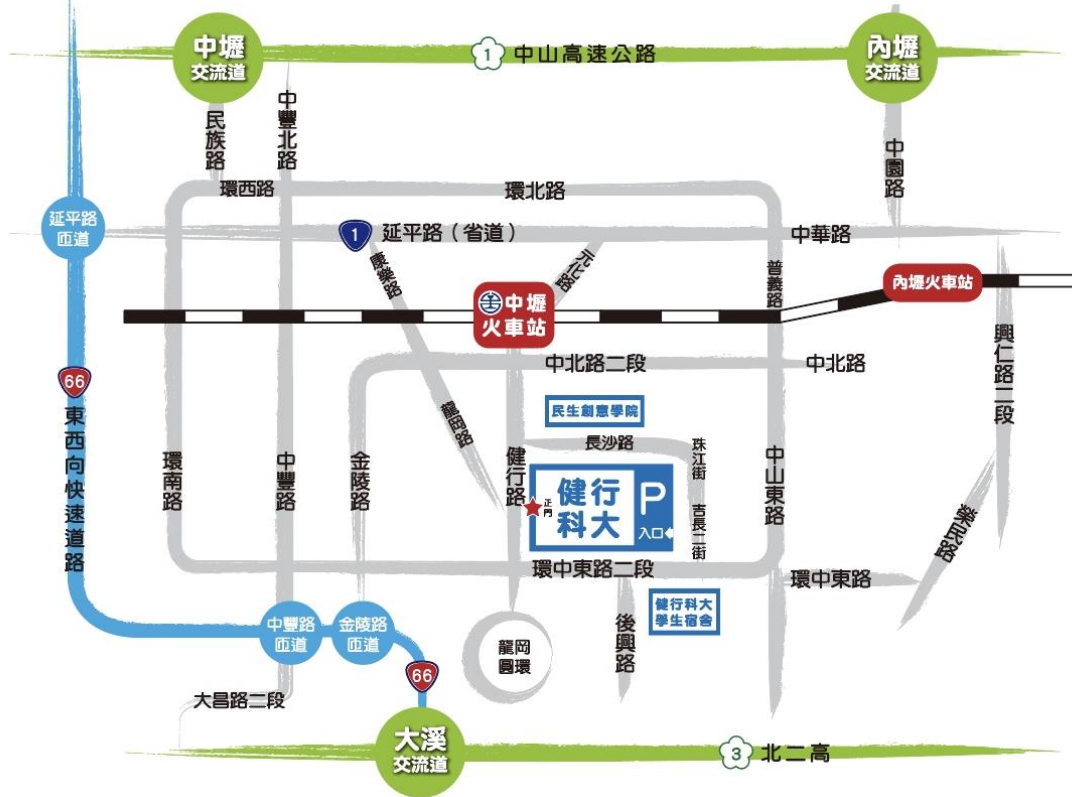 中壢
交流道
1
中山高速公路
內壢
交流道
民族路
中豐北路
中園路
環西路
環北路
延平路
匝道
1
延平路（省道）
中華路
康樂路
元化路
普義路
中壢
火車站
內壢火車站
中北路二段
中北路
興仁路二段
66
東西向快速道路
民生創意學院
龍岡路
長沙路
珠江街
環南路
中豐路
金陵路
健行路
中山東路
正門
健行
科大
P
入口
吉長二街
環中東路二段
環中東路
中豐路
匝道
金陵路
匝道
龍岡
圓環
後興路
健行科大
學生宿舍
66
大昌路二段
大溪
交流道
3
北二高